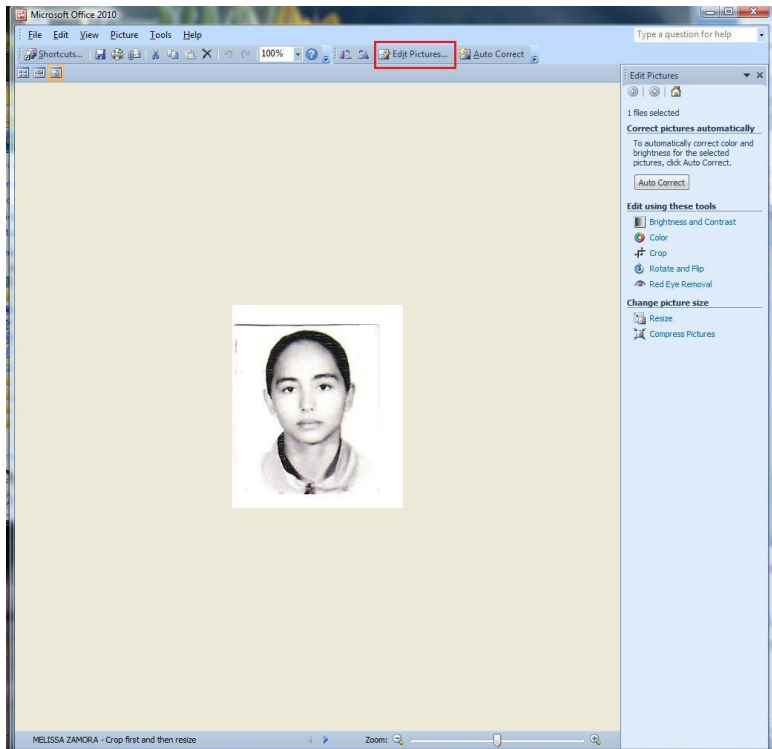 Microsoft Office 2010
File Edit View Picture Tools Help
Type a question for help
Shortcuts... 100% Edit Pictures... Auto Correct
Edit Pictures
1 files selected
Correct pictures automatically
To automatically correct color and
brightness for the selected
pictures, click Auto Correct.
Auto Correct
Edit using these tools
Brightness and Contrast
Color
Crop
Rotate and Flip
Red Eye Removal
Change picture size
Resize
Compress Pictures
MELISSA ZAMORA - Crop first and then resize Zoom: